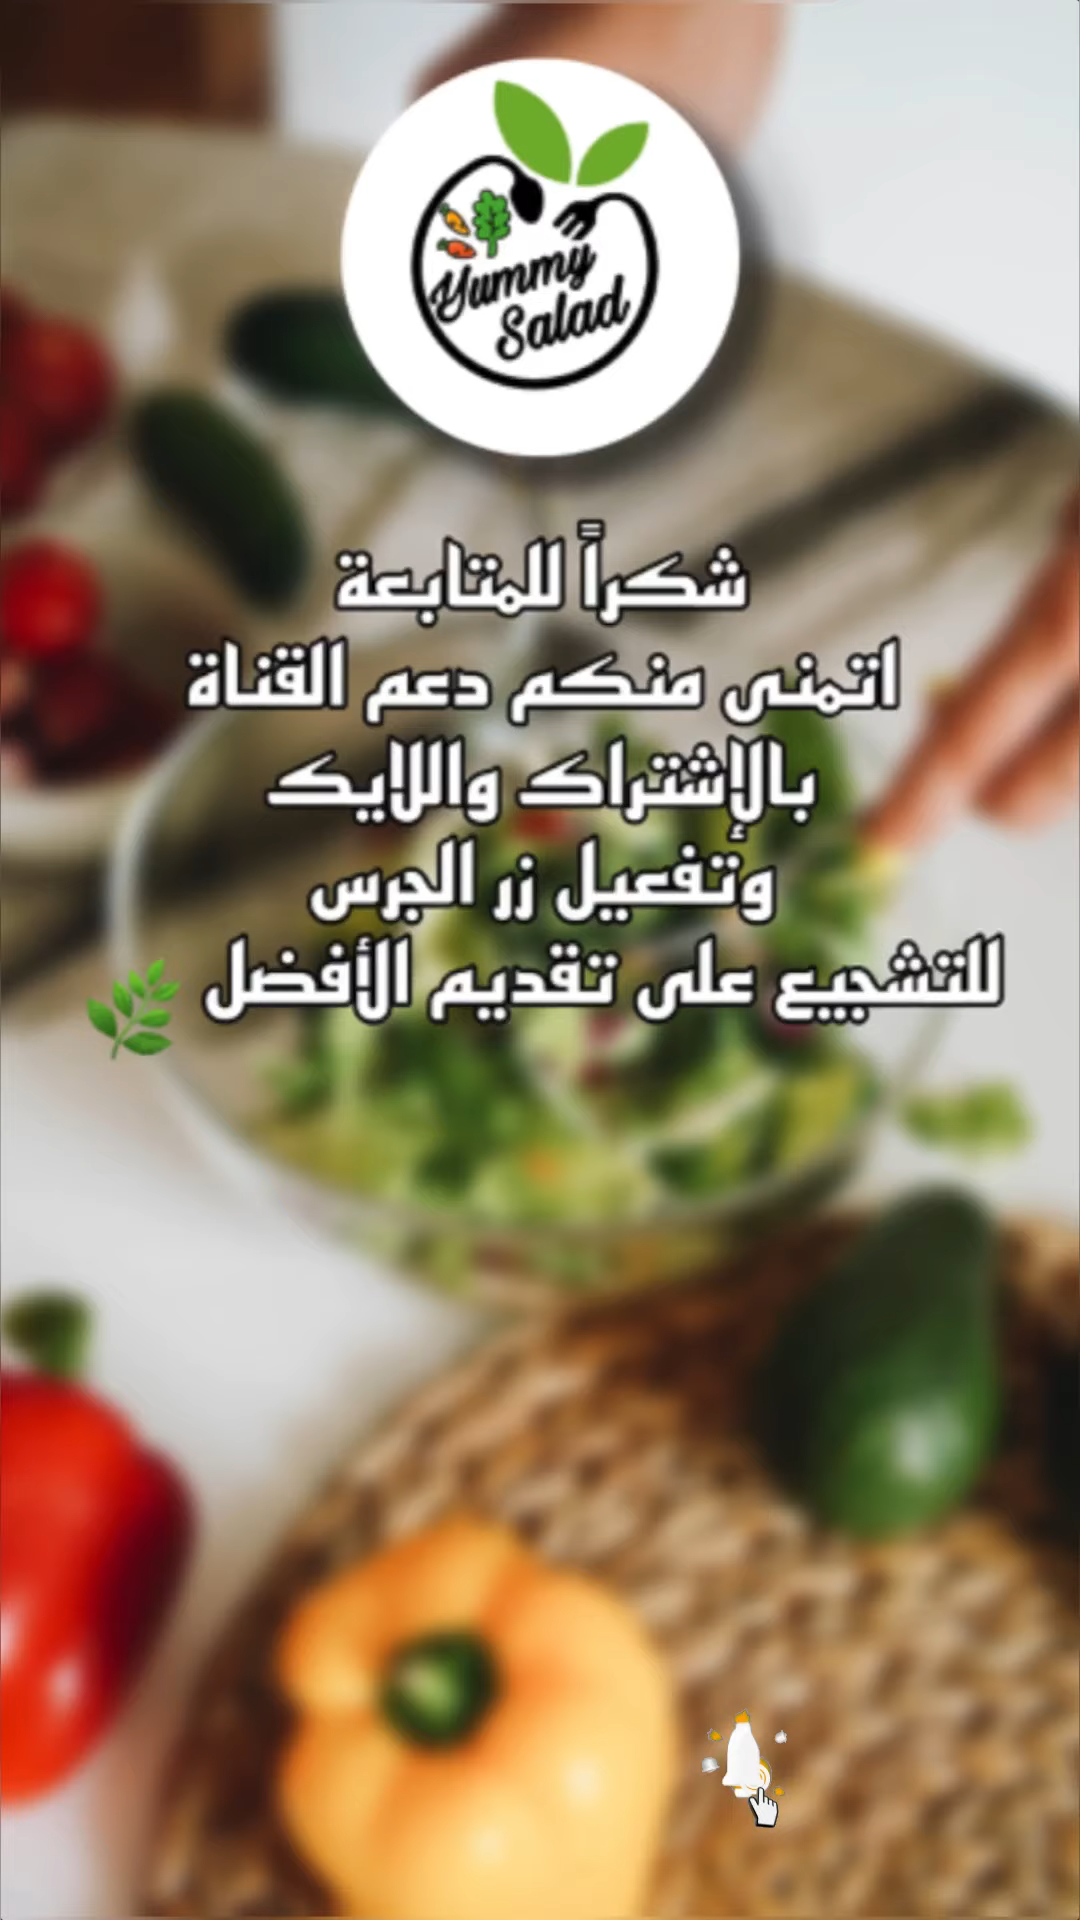 Yummy
Salad
شكراً للمتابعة
اتمنى منكم دعم القناة
بالإشتراك واللايك
وتفعيل زر الجرس
للتشجيع على تقديم الأفضل 🌿